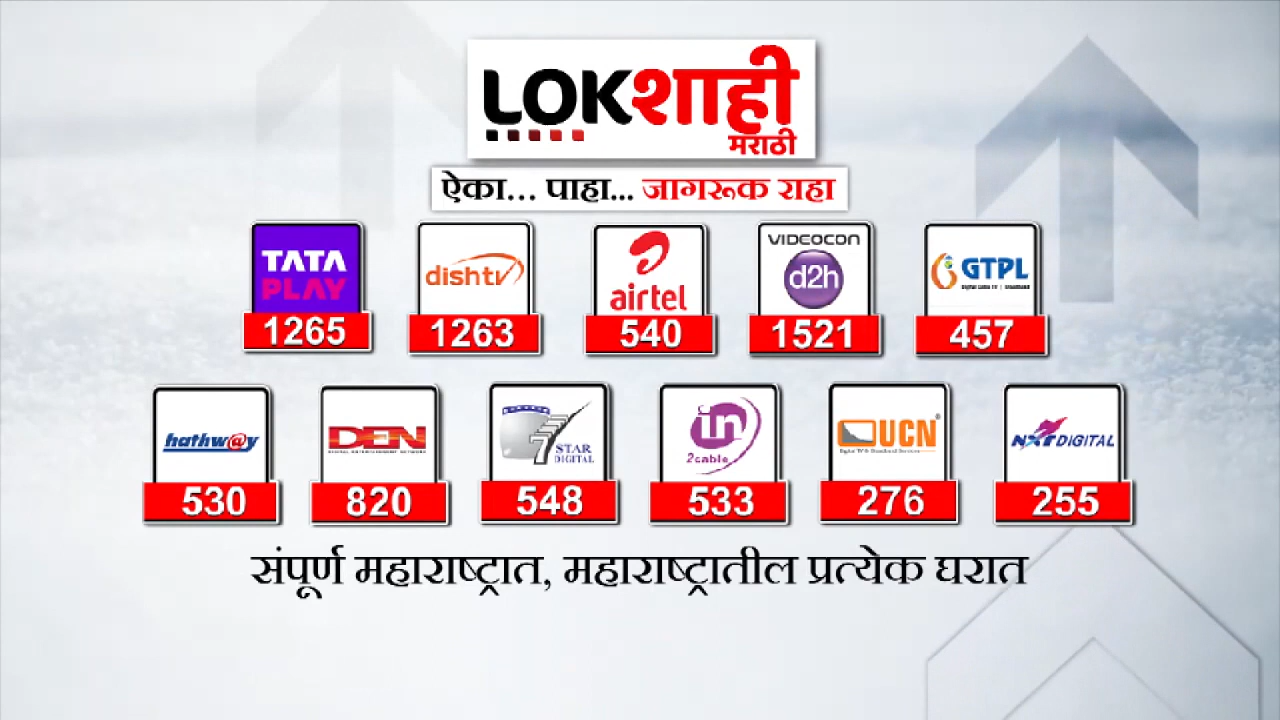 LOKशाही
मराठी
ऐका... पाहा... जागरूक राहा
TATA PLAY
dishtv
airtel
VIDEOCON d2h
GTPL
1265
1263
540
1521
457
hathw@y
DEN
7 STAR DIGITAL
in 2cable
UCN
NXT DIGITAL
530
820
548
533
276
255
संपूर्ण महाराष्ट्रात, महाराष्ट्रातील प्रत्येक घरात